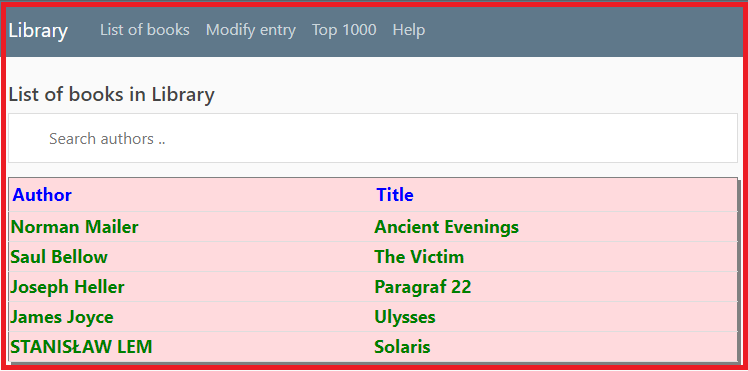 Library List of books Modify entry Top 1000 Help
List of books in Library
Search authors ..
Author Title
Norman Mailer Ancient Evenings
Saul Bellow The Victim
Joseph Heller Paragraf 22
James Joyce Ulysses
STANISŁAW LEM Solaris